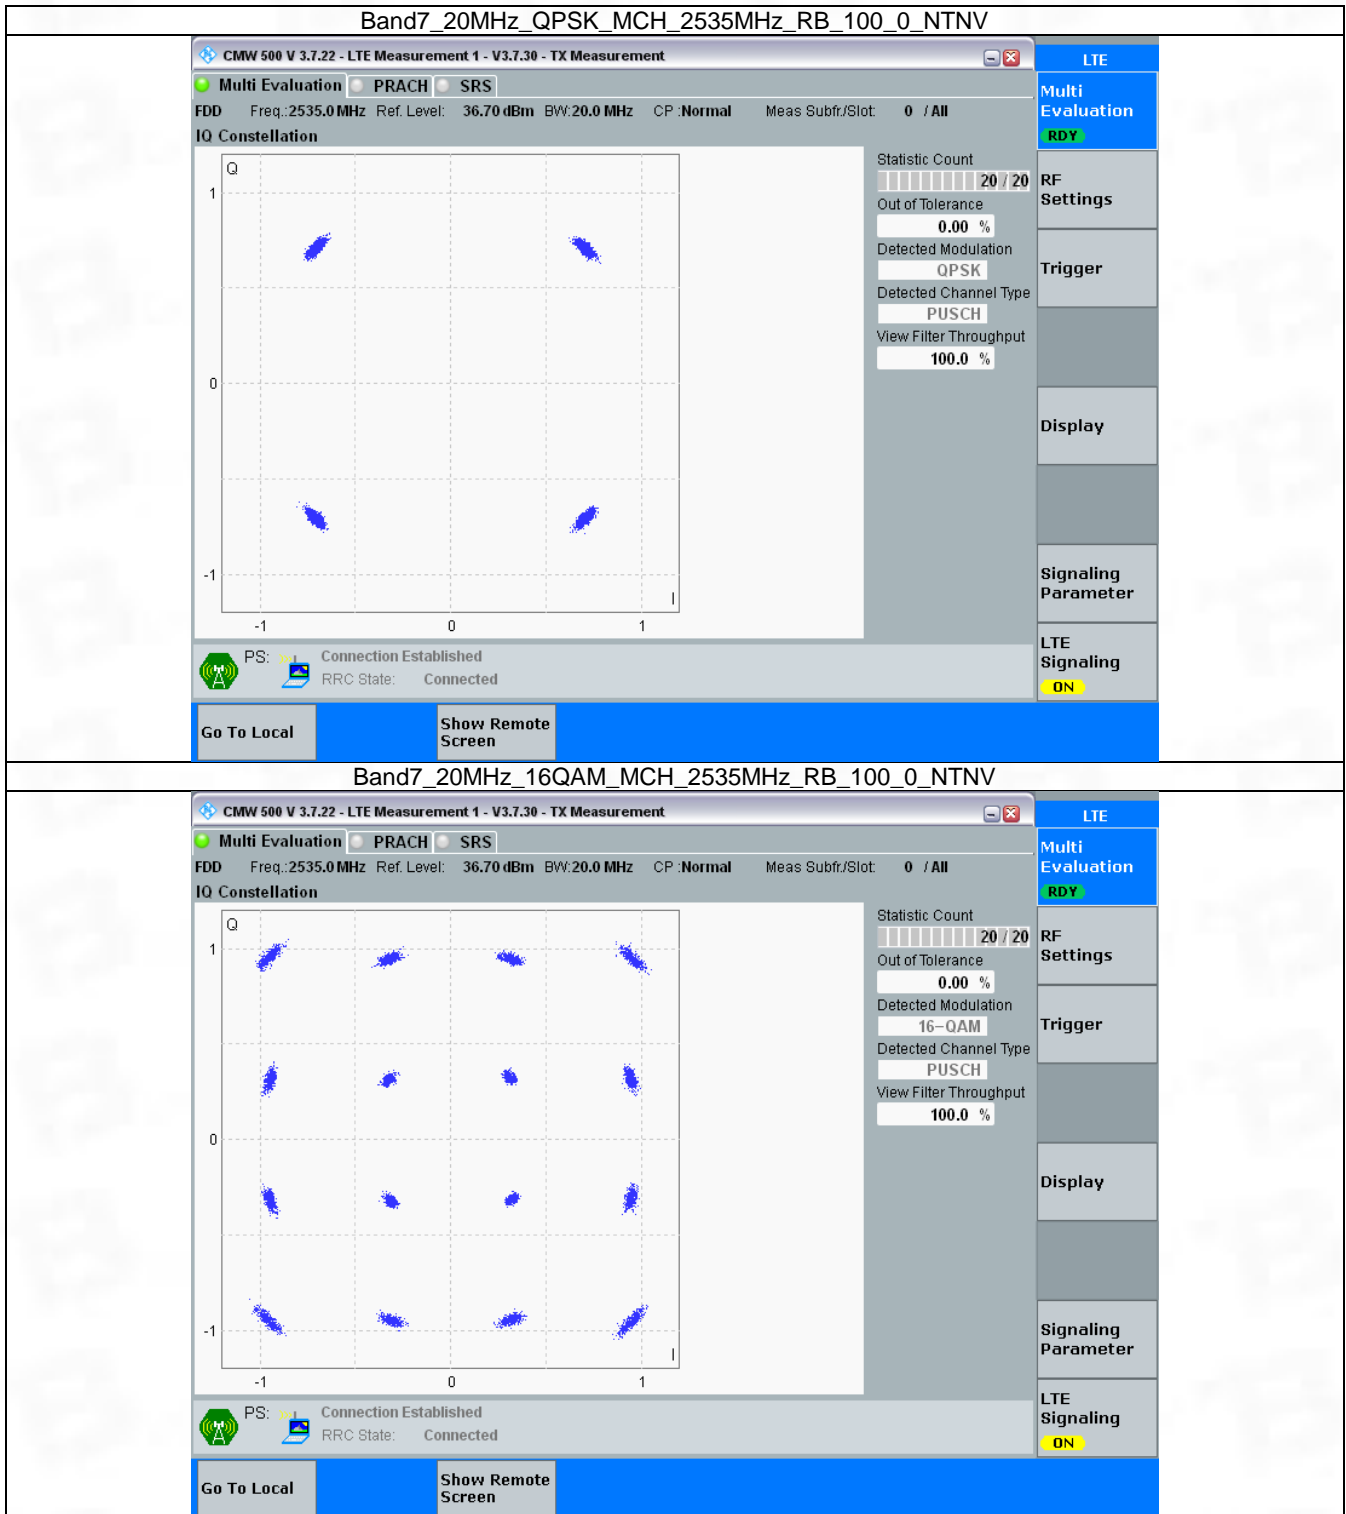 Band7_20MHz_QPSK_MCH_2535MHz_RB_100_0_NTNV
CMW 500 V 3.7.22 - LTE Measurement 1 - V3.7.30 - TX Measurement
LTE
Multi Evaluation PRACH SRS
Multi
Evaluation
RDY
FDD Freq.:2535.0 MHz Ref. Level: 36.70 dBm BW:20.0 MHz CP :Normal Meas Subfr./Slot: 0 / All
IQ Constellation
Q
1
0
-1
I
-1 0 1
Statistic Count
20 / 20
Out of Tolerance
0.00 %
Detected Modulation
QPSK
Detected Channel Type
PUSCH
View Filter Throughput
100.0 %
RF
Settings
Trigger
Display
Signaling
Parameter
LTE
Signaling
ON
PS: Connection Established
RRC State: Connected
Go To Local
Show Remote
Screen
Band7_20MHz_16QAM_MCH_2535MHz_RB_100_0_NTNV
CMW 500 V 3.7.22 - LTE Measurement 1 - V3.7.30 - TX Measurement
LTE
Multi Evaluation PRACH SRS
Multi
Evaluation
RDY
FDD Freq.:2535.0 MHz Ref. Level: 36.70 dBm BW:20.0 MHz CP :Normal Meas Subfr./Slot: 0 / All
IQ Constellation
Q
1
0
-1
I
-1 0 1
Statistic Count
20 / 20
Out of Tolerance
0.00 %
Detected Modulation
16-QAM
Detected Channel Type
PUSCH
View Filter Throughput
100.0 %
RF
Settings
Trigger
Display
Signaling
Parameter
LTE
Signaling
ON
PS: Connection Established
RRC State: Connected
Go To Local
Show Remote
Screen